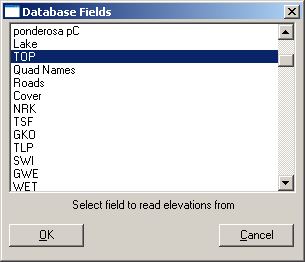 Database Fields
ponderosa pC
Lake
TOP
Quad Names
Roads
Cover
NRK
TSF
GKO
TLP
SWI
GWE
WET
Select field to read elevations from
OK
Cancel